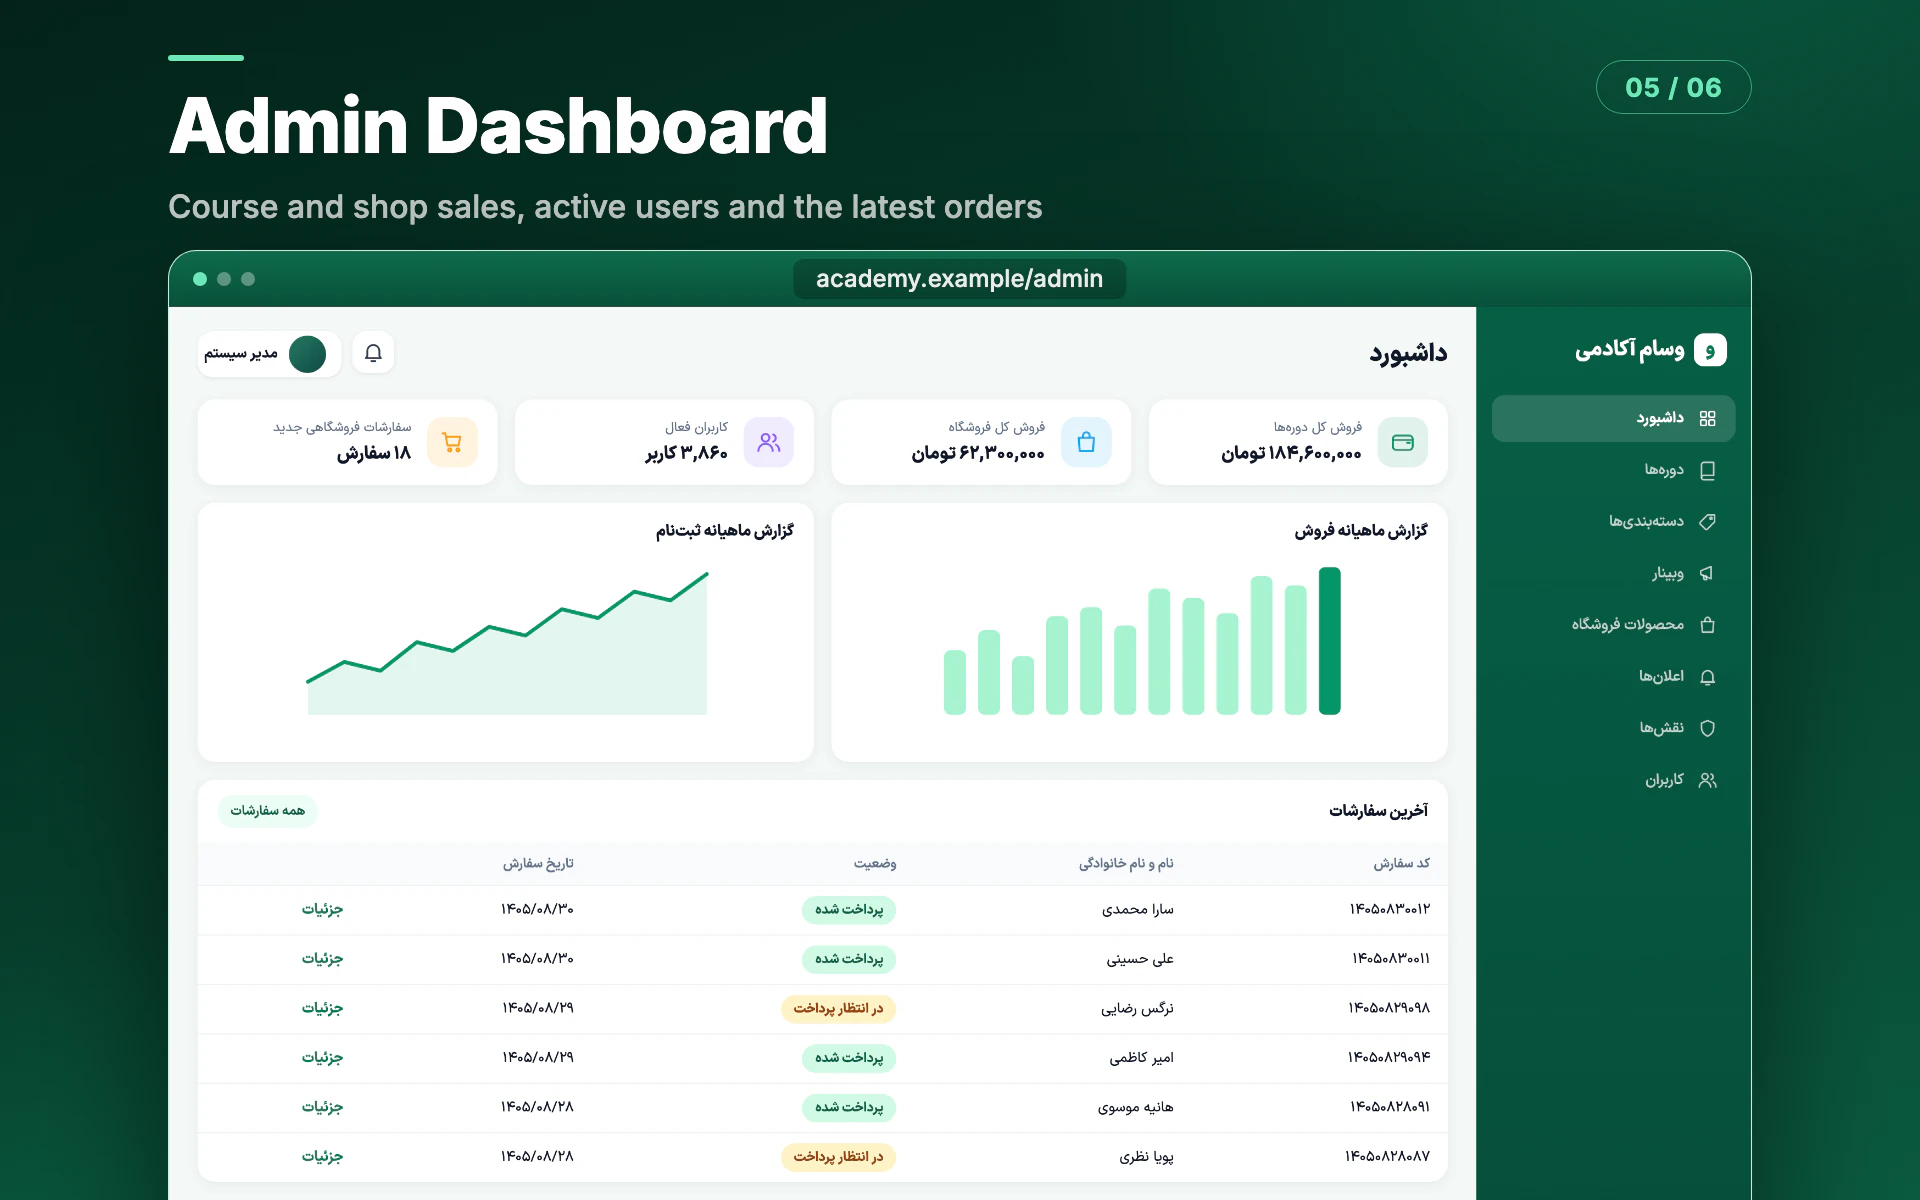 Admin Dashboard
05 / 06
Course and shop sales, active users and the latest orders
academy.example/admin
و
وسام آکادمی
داشبورد
دوره‌ها
دسته‌بندی‌ها
وبینار
محصولات فروشگاه
اعلان‌ها
نقش‌ها
کاربران
داشبورد
مدیر سیستم
فروش کل دوره‌ها
۱۸۴,۶۰۰,۰۰۰ تومان
فروش کل فروشگاه
۶۲,۳۰۰,۰۰۰ تومان
کاربران فعال
۳,۸۶۰ کاربر
سفارشات فروشگاهی جدید
۱۸ سفارش
گزارش ماهیانه فروش
گزارش ماهیانه ثبت‌نام
آخرین سفارشات
همه سفارشات
کد سفارش نام و نام خانوادگی وضعیت تاریخ سفارش
۱۴۰۵۰۸۳۰۰۱۲ سارا محمدی پرداخت شده ۱۴۰۵/۰۸/۳۰ جزئیات
۱۴۰۵۰۸۳۰۰۱۱ علی حسینی پرداخت شده ۱۴۰۵/۰۸/۳۰ جزئیات
۱۴۰۵۰۸۲۹۰۹۸ نرگس رضایی در انتظار پرداخت ۱۴۰۵/۰۸/۲۹ جزئیات
۱۴۰۵۰۸۲۹۰۹۴ امیر کاظمی پرداخت شده ۱۴۰۵/۰۸/۲۹ جزئیات
۱۴۰۵۰۸۲۸۰۹۱ هانیه موسوی پرداخت شده ۱۴۰۵/۰۸/۲۸ جزئیات
۱۴۰۵۰۸۲۸۰۸۷ پویا نظری در انتظار پرداخت ۱۴۰۵/۰۸/۲۸ جزئیات